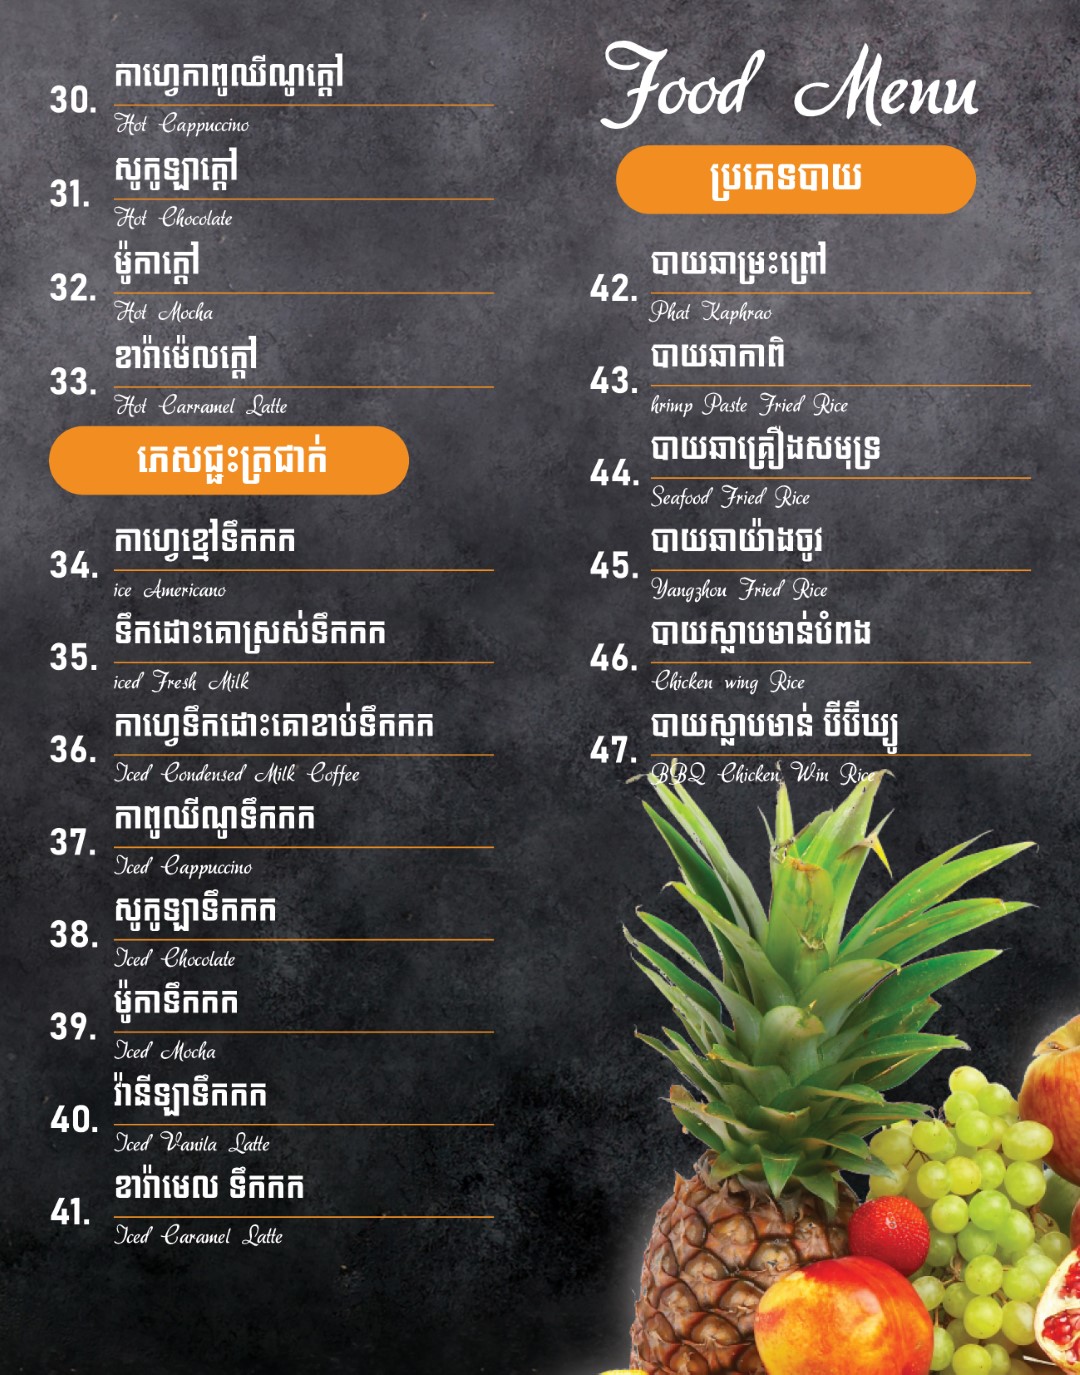 30.
កាហ្វេកាពូឈីណូក្តៅ
Hot Cappuccino
31.
សូកូឡាក្តៅ
Hot Chocolate
32.
ម៉ូកាក្តៅ
Hot Mocha
33.
ខារ៉ាម៉េលក្តៅ
Hot Carramel Latte
ភេសជ្ជះត្រជាក់
34.
កាហ្វេខ្មៅទឹកកក
ice Americano
35.
ទឹកដោះគោស្រស់ទឹកកក
iced Fresh Milk
36.
កាហ្វេទឹកដោះគោខាប់ទឹកកក
Iced Condensed Milk Coffee
37.
កាពូឈីណូទឹកកក
Iced Cappuccino
38.
សូកូឡាទឹកកក
Iced Chocolate
39.
ម៉ូកាទឹកកក
Iced Mocha
40.
វ៉ានីឡាទឹកកក
Iced Vanila Latte
41.
ខារ៉ាមេល ទឹកកក
Iced Caramel Latte
Food Menu
ប្រភេទបាយ
42.
បាយឆាម្រះព្រៅ
Phat Kaphrao
43.
បាយឆាកាពិ
hrimp Paste Fried Rice
44.
បាយឆាគ្រឿងសមុទ្រ
Seafood Fried Rice
45.
បាយឆាយ៉ាងចូវ
Yangzhou Fried Rice
46.
បាយស្លាបមាន់បំពង
Chicken wing Rice
47.
បាយស្លាបមាន់ ប៊ីប៊ីឃ្យូ
BBQ Chicken Win Rice